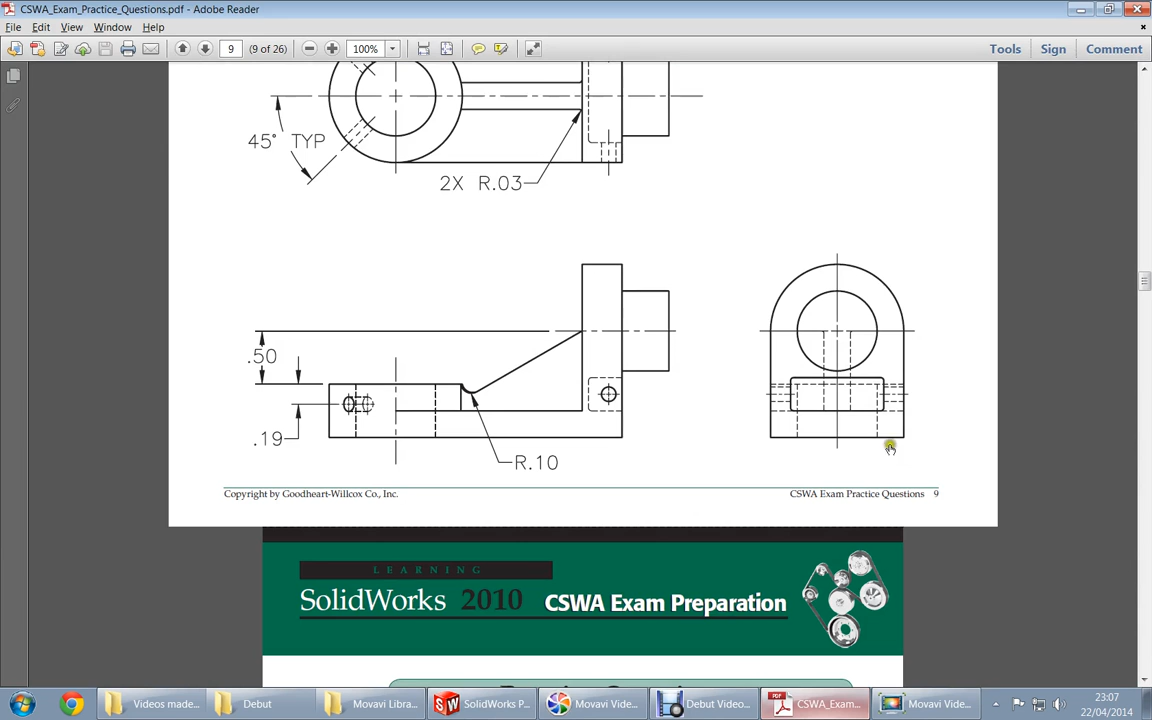 CSWA_Exam_Practice_Questions.pdf - Adobe Reader
File Edit View Window Help
9 (9 of 26) 100% Tools Sign Comment
45° TYP
2X R.03
.50
.19
R.10
Copyright by Goodheart-Willcox Co., Inc. CSWA Exam Practice Questions 9
LEARNING
SolidWorks 2010 CSWA Exam Preparation
Videos made... Debut Movavi Libra... SolidWorks P... Movavi Vide... Debut Video... CSWA_Exam... Movavi Vide... 23:07
22/04/2014